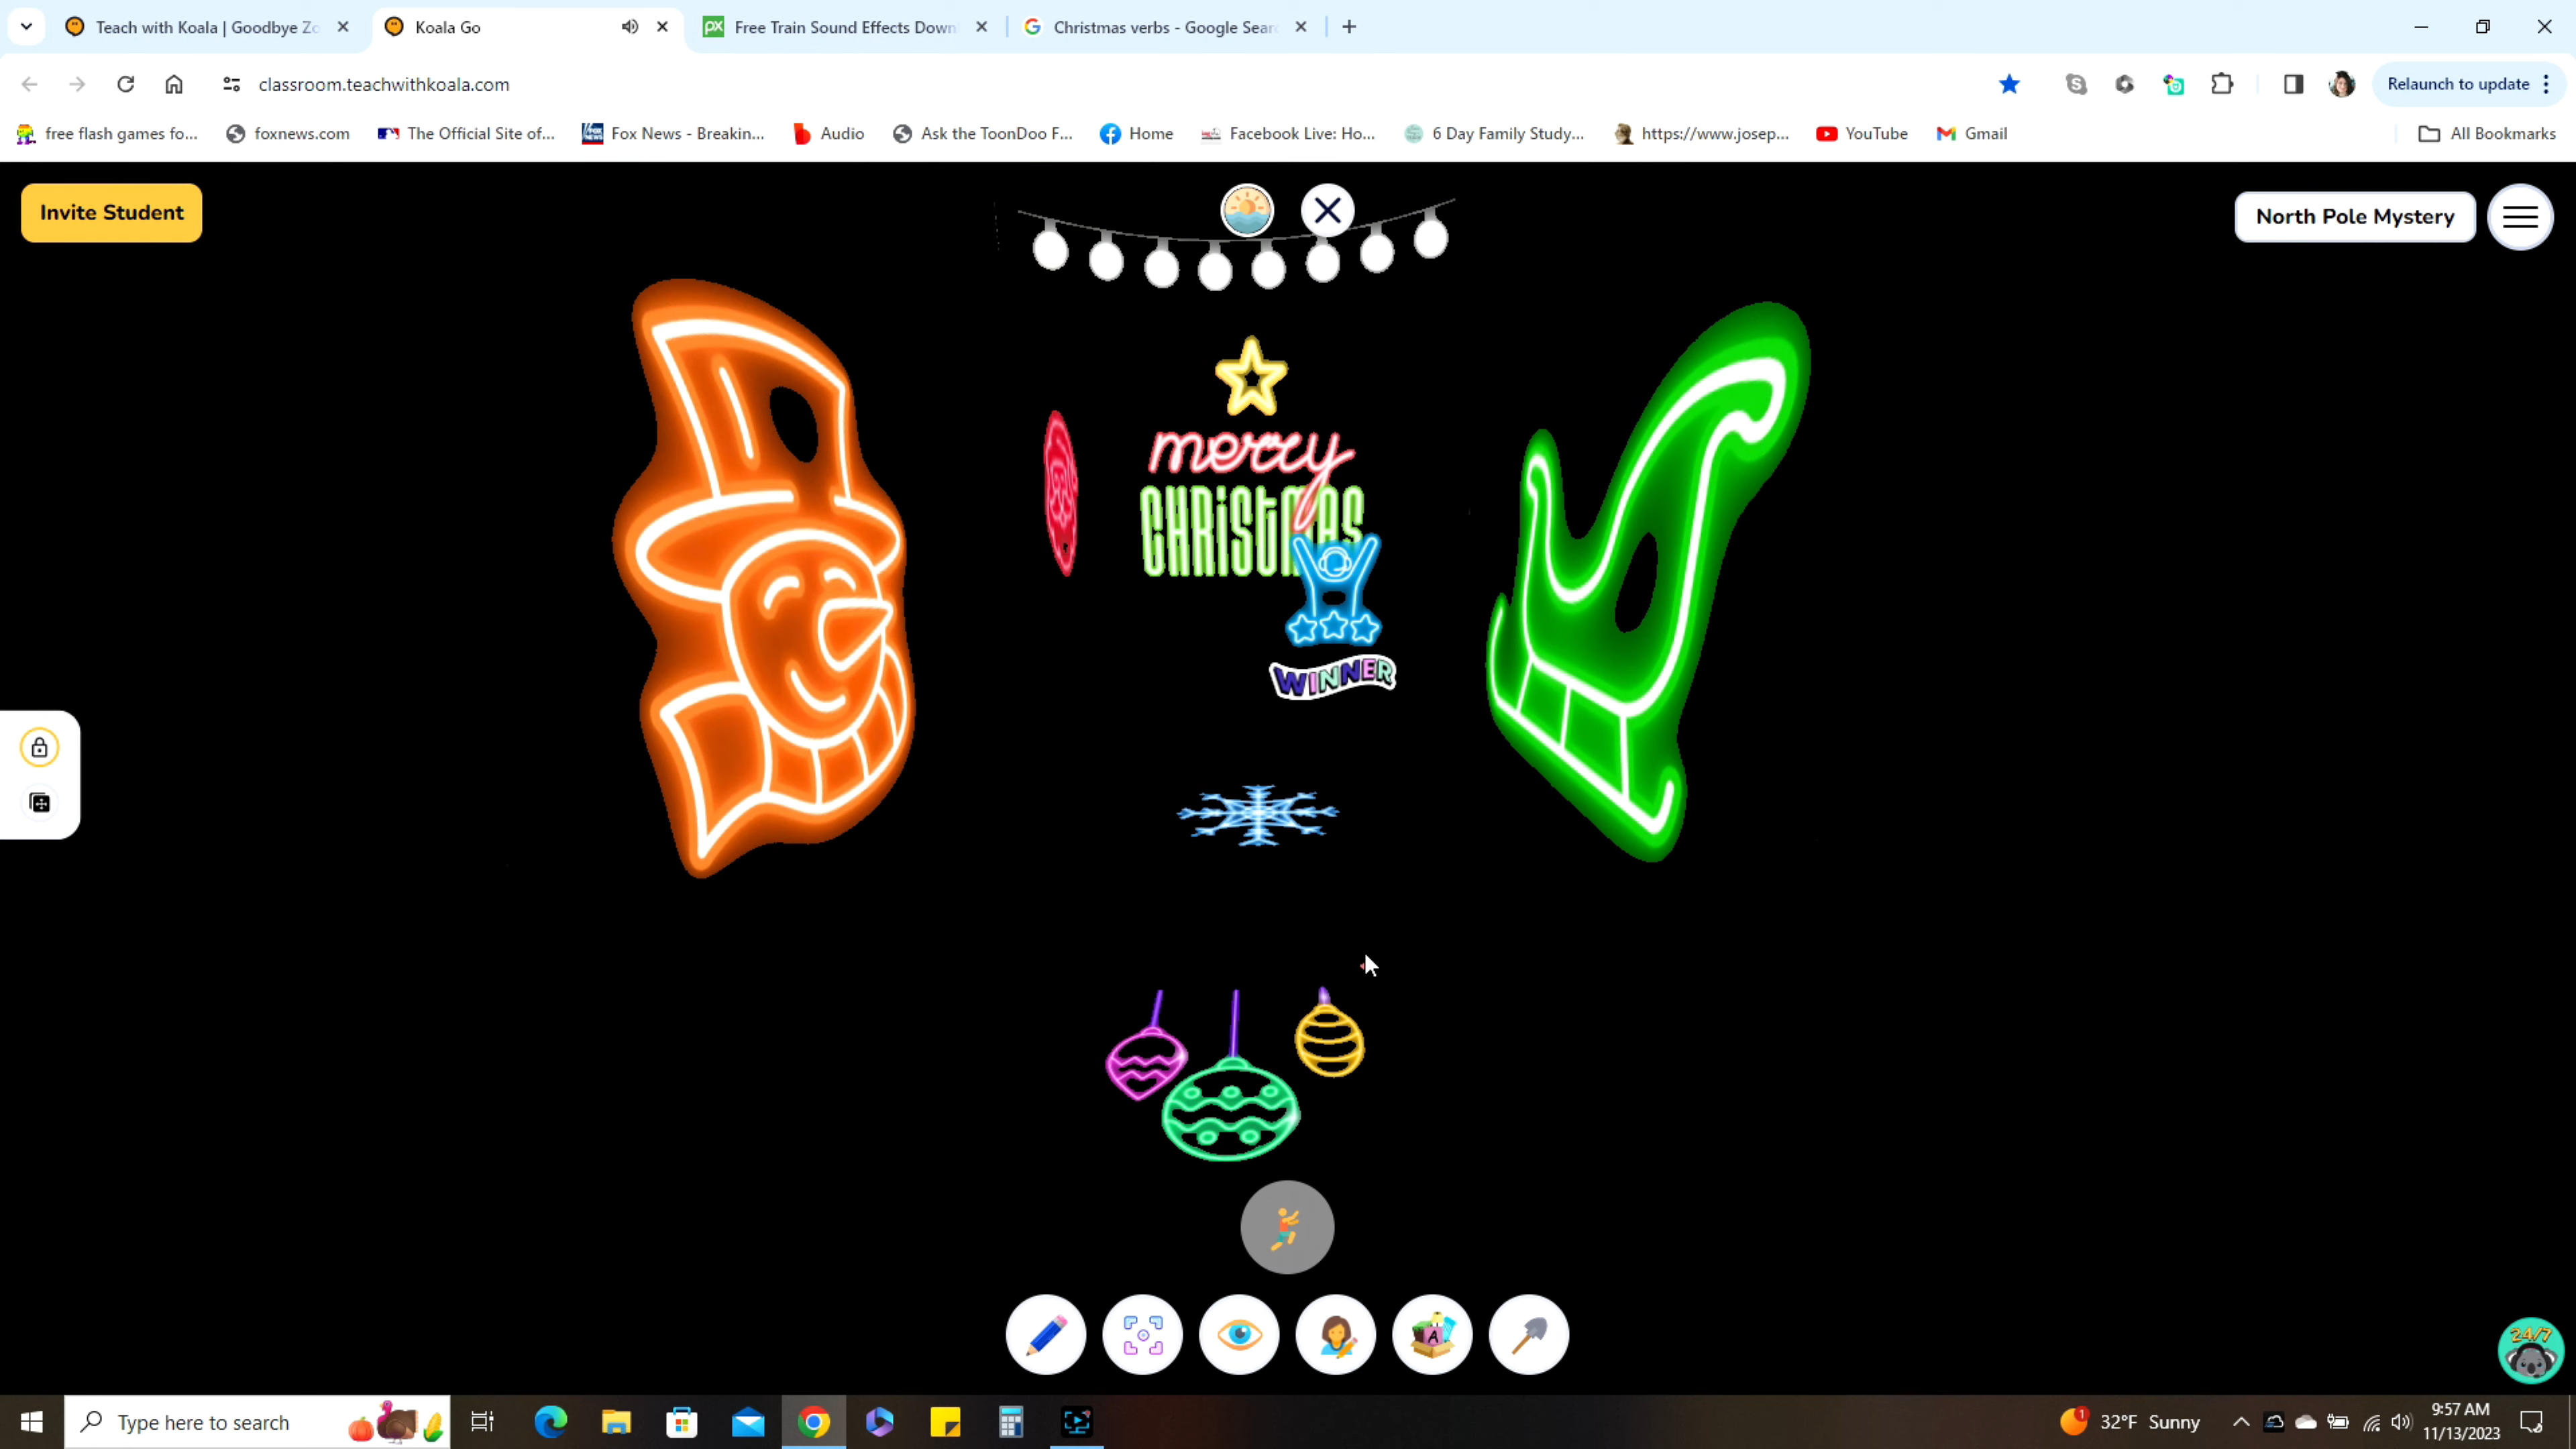 Teach with Koala | Goodbye Zo
Koala Go
Free Train Sound Effects Down
Christmas verbs - Google Sear
classroom.teachwithkoala.com
Relaunch to update
free flash games fo...
foxnews.com
The Official Site of...
Fox News - Breakin...
Audio
Ask the ToonDoo F...
Home
Facebook Live: Ho...
6 Day Family Study...
https://www.josep...
YouTube
Gmail
All Bookmarks
Invite Student
North Pole Mystery
merry
CHRistmas
WINNER
24/7
Type here to search
32°F Sunny
9:57 AM
11/13/2023